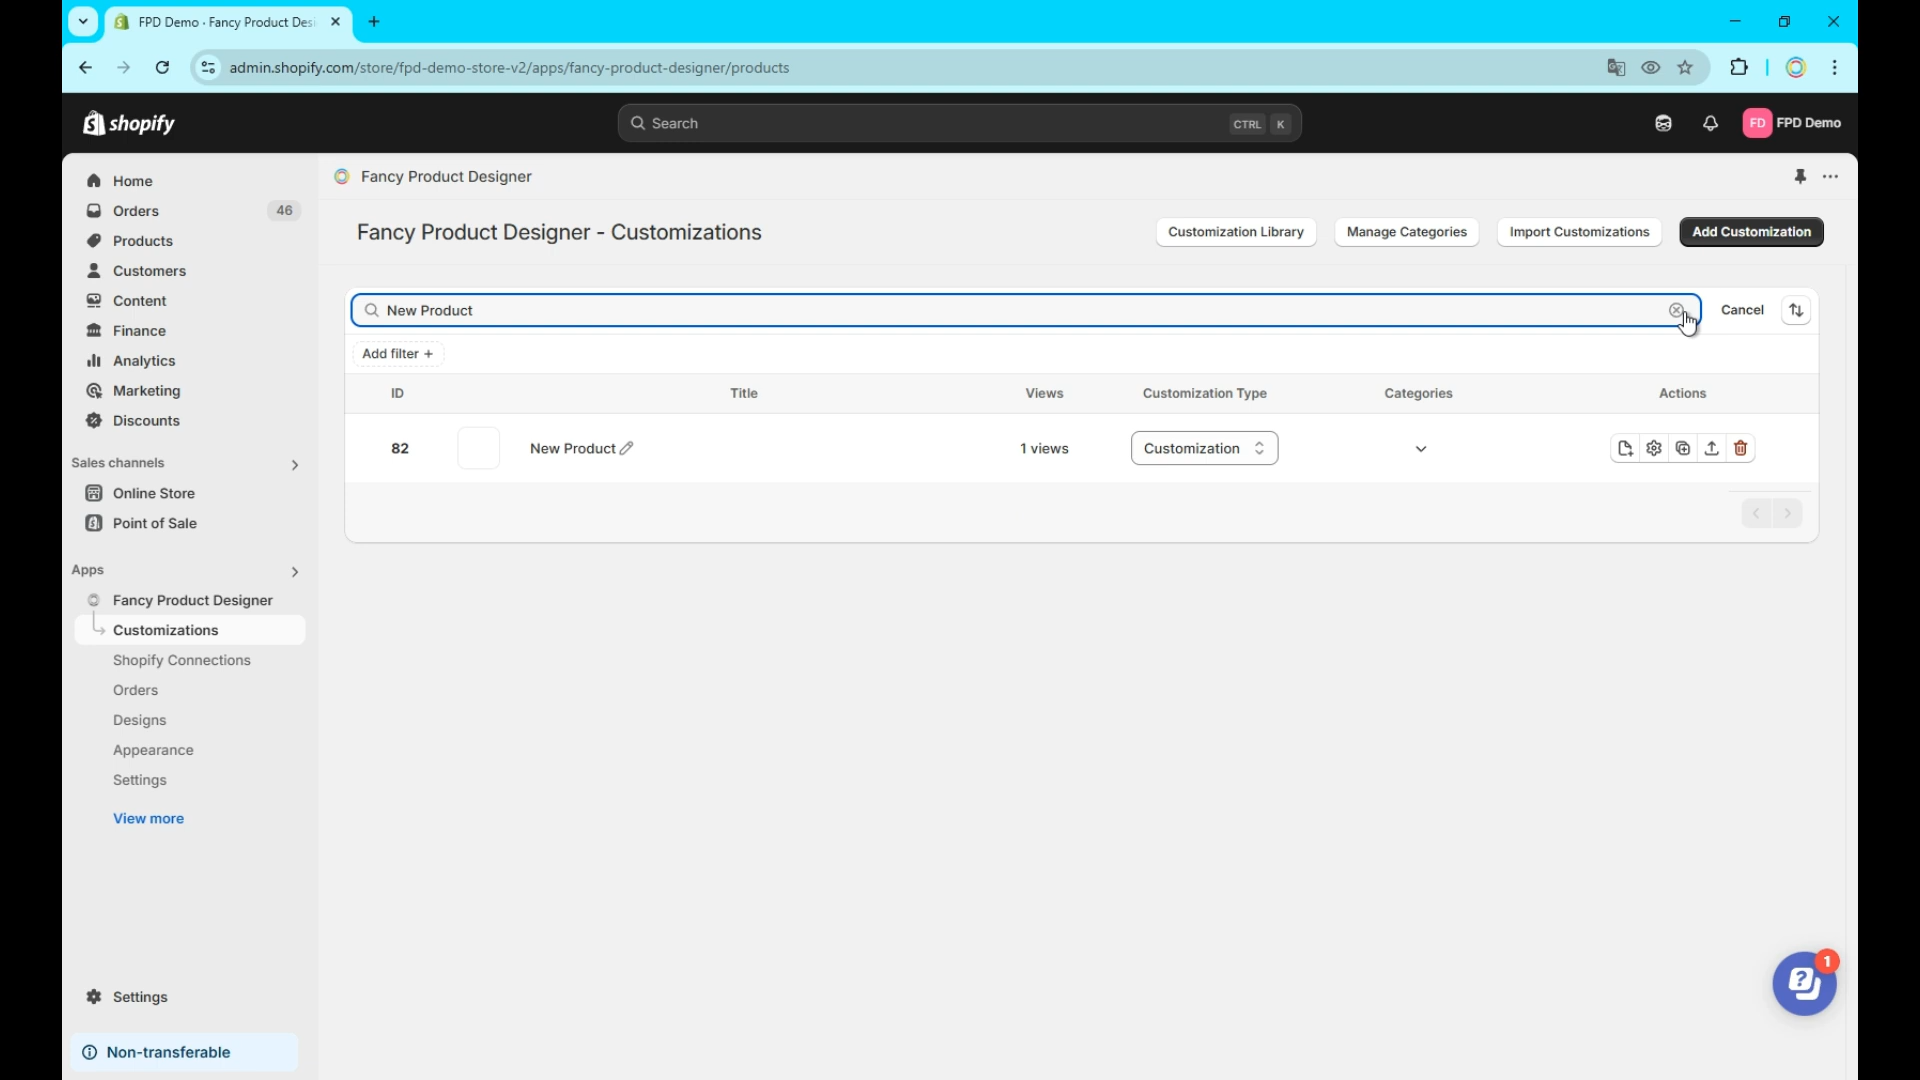 FPD Demo · Fancy Product Desi
admin.shopify.com/store/fpd-demo-store-v2/apps/fancy-product-designer/products
shopify
Search
CTRL K
FD FPD Demo
Home
Orders 46
Products
Customers
Content
Finance
Analytics
Marketing
Discounts
Sales channels
Online Store
Point of Sale
Apps
Fancy Product Designer
Customizations
Shopify Connections
Orders
Designs
Appearance
Settings
View more
Settings
Non-transferable
Fancy Product Designer
Fancy Product Designer - Customizations
Customization Library Manage Categories Import Customizations Add Customization
New Product
Cancel
Add filter +
ID Title Views Customization Type Categories Actions
82 New Product 1 views Customization
1